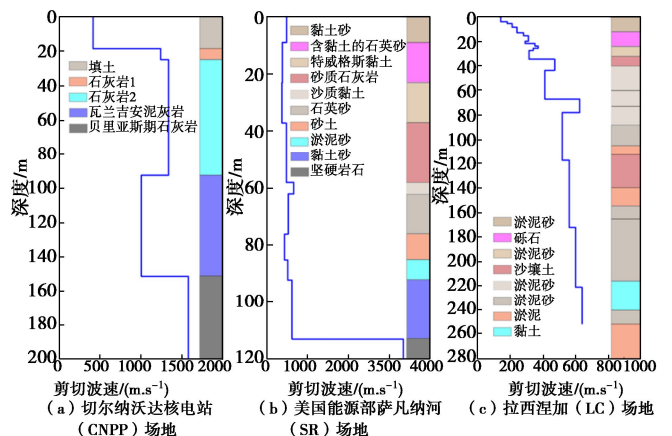 0
20
40
60
80
100
120
140
160
180
200
深度/m
0 500 1000 1500 2000
填土
石灰岩1
石灰岩2
瓦兰吉安泥灰岩
贝里亚斯期石灰岩
剪切波速/(m.s⁻¹)
(a) 切尔纳沃达核电站
(CNPP) 场地
0
20
40
60
80
100
120
深度/m
0 1000 2000 3000 4000
黏土砂
含黏土的石英砂
特威格斯黏土
砂质石灰岩
沙质黏土
石英砂
砂土
淤泥砂
黏土砂
坚硬岩石
剪切波速/(m.s⁻¹)
(b) 美国能源部萨凡纳河
(SR) 场地
0
20
40
60
80
100
120
140
160
180
200
220
240
260
280
深度/m
0 200 400 600 800 1000
淤泥砂
砾石
淤泥砂
沙壤土
淤泥砂
淤泥砂
淤泥
黏土
剪切波速/(m.s⁻¹)
(c) 拉西涅加 (LC) 场地